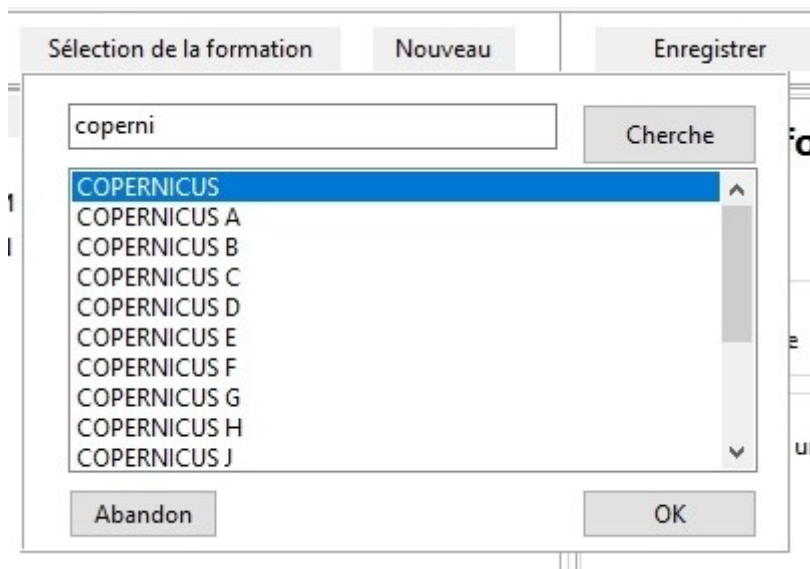 Sélection de la formation Nouveau Enregistrer
coperni Cherche
COPERNICUS
COPERNICUS A
COPERNICUS B
COPERNICUS C
COPERNICUS D
COPERNICUS E
COPERNICUS F
COPERNICUS G
COPERNICUS H
COPERNICUS J
Abandon OK